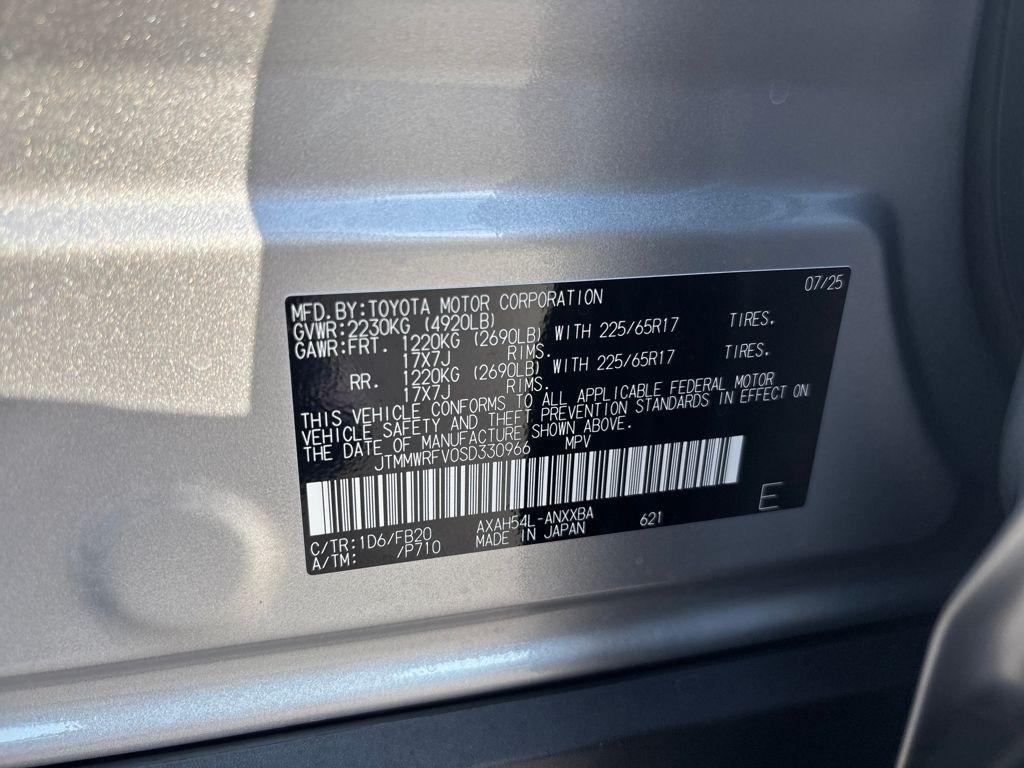 07/25
MFD.BY:TOYOTA MOTOR CORPORATION
GVWR:2230KG (4920LB)
GAWR:FRT. 1220KG (2690LB) WITH 225/65R17 TIRES.
17X7J RIMS.
RR. 1220KG (2690LB) WITH 225/65R17 TIRES.
17X7J RIMS.
THIS VEHICLE CONFORMS TO ALL APPLICABLE FEDERAL MOTOR
VEHICLE SAFETY AND THEFT PREVENTION STANDARDS IN EFFECT ON
THE DATE OF MANUFACTURE SHOWN ABOVE.
JTMMWRFV0SD330966 MPV
C/TR:1D6/FB20 AXAH54L-ANXXBA 621 E
A/TM: /P710 MADE IN JAPAN